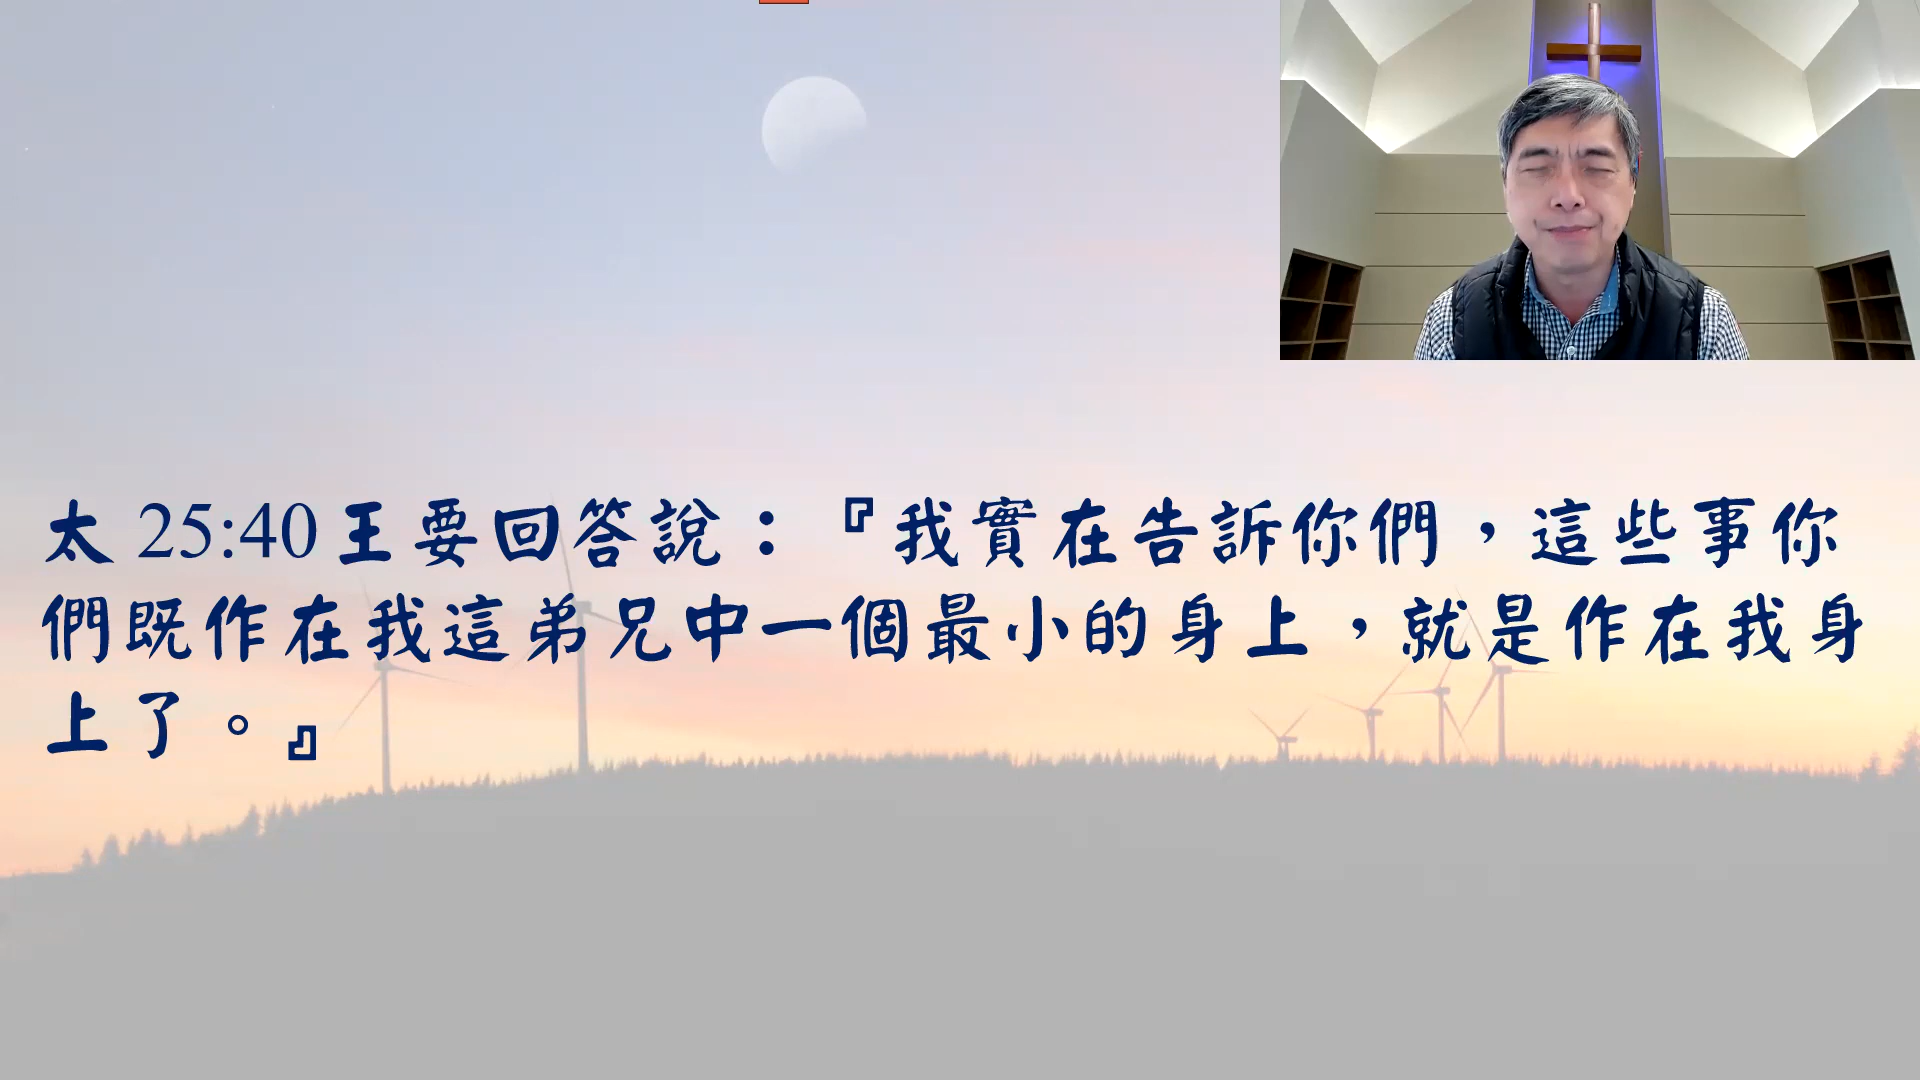 太 25:40 王要回答說：『我實在告訴你們，這些事你
們既作在我這弟兄中一個最小的身上，就是作在我身
上了。』